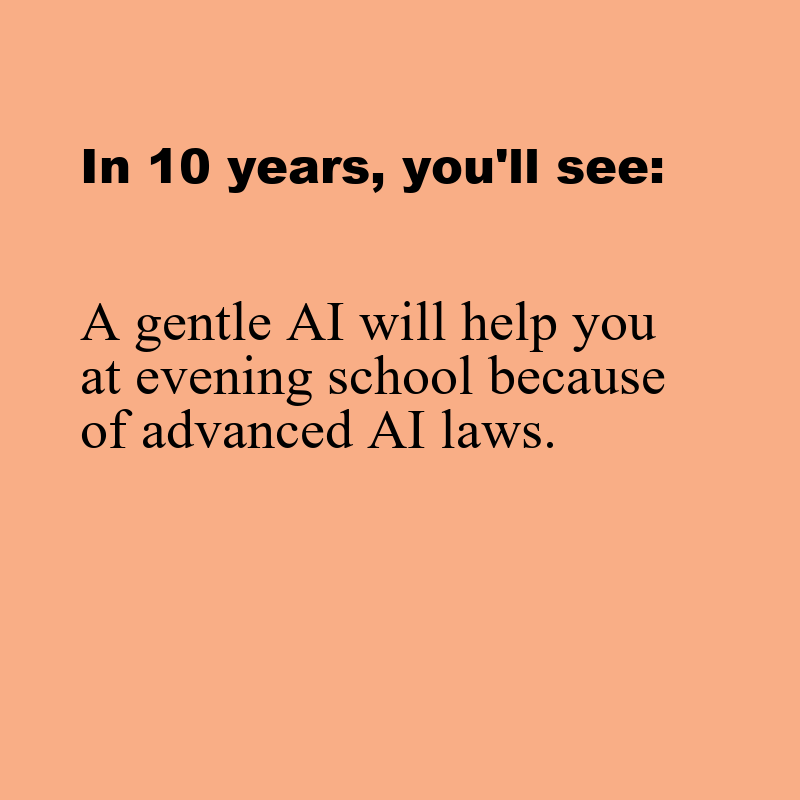 In 10 years, you'll see:
A gentle AI will help you
at evening school because
of advanced AI laws.